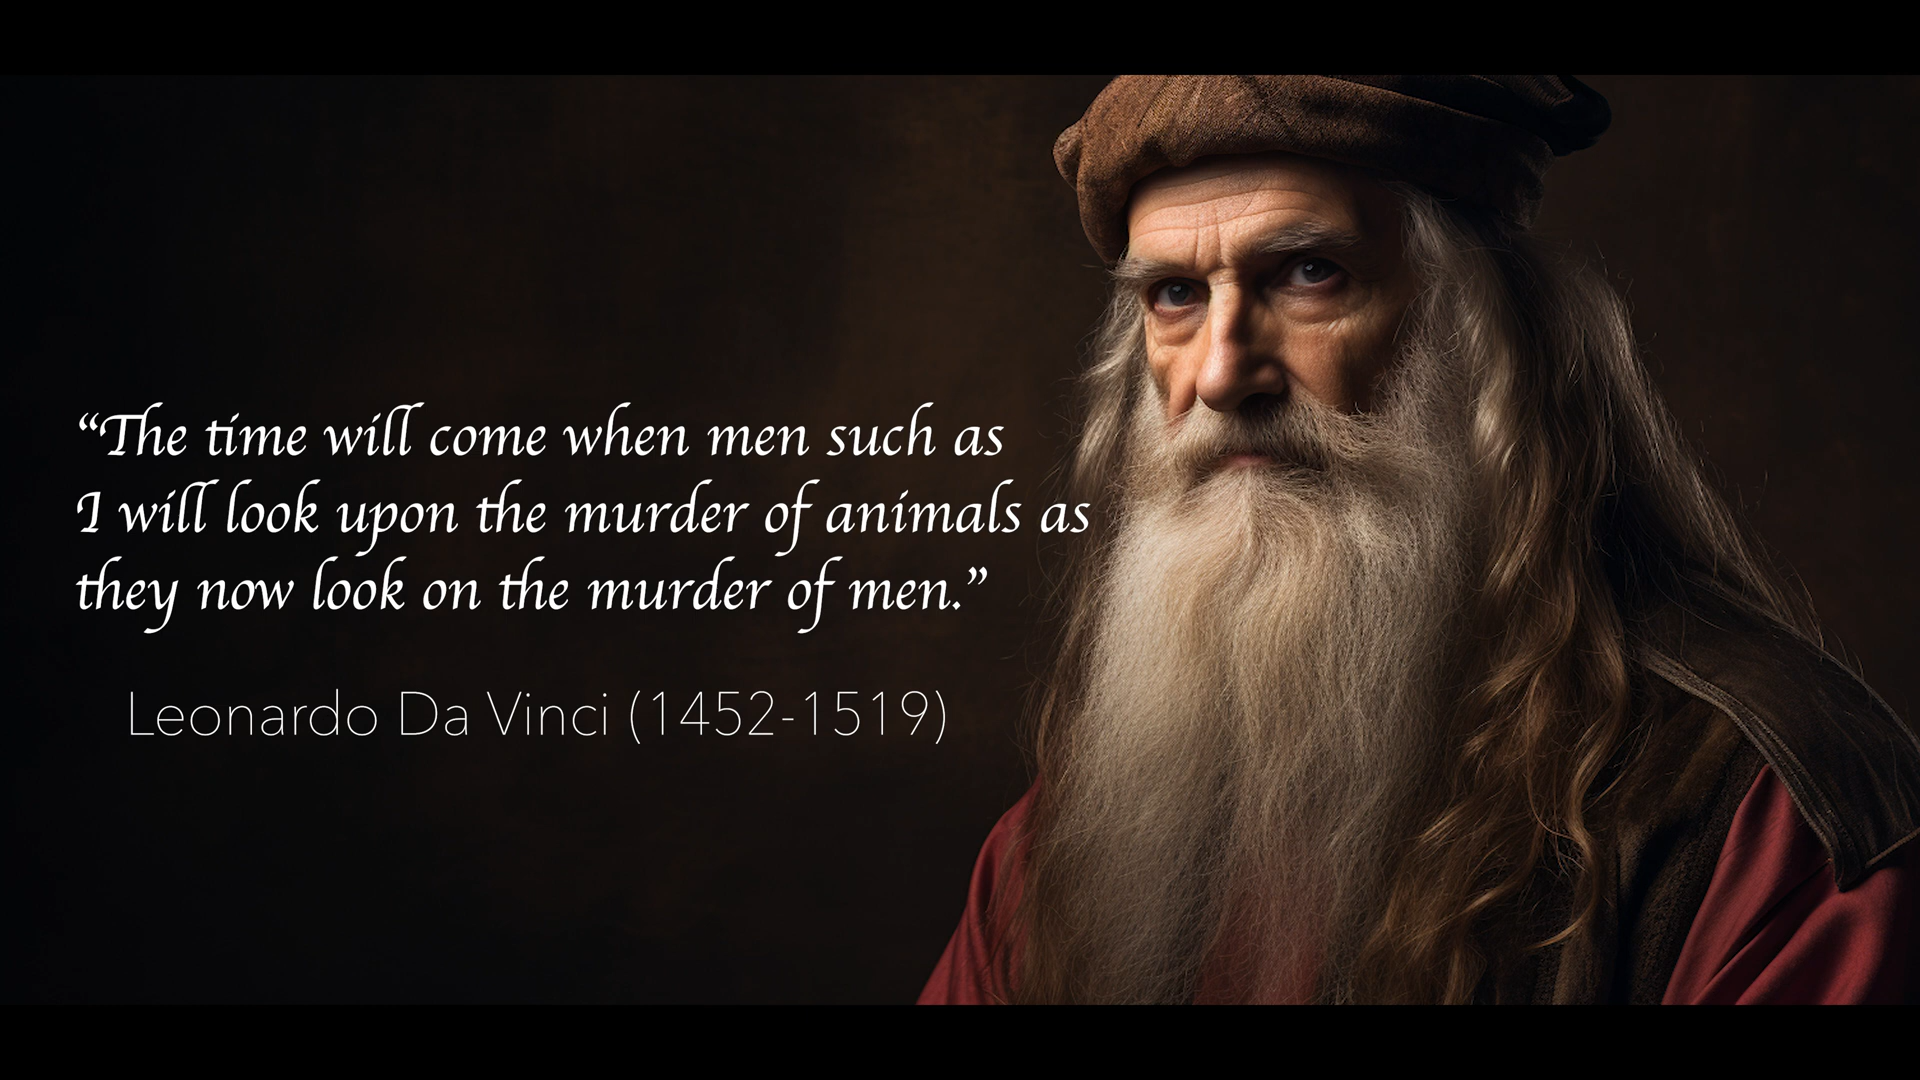 “The time will come when men such as
I will look upon the murder of animals as
they now look on the murder of men.”
Leonardo Da Vinci (1452-1519)